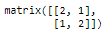 matrix([[2, 1],
        [1, 2]])